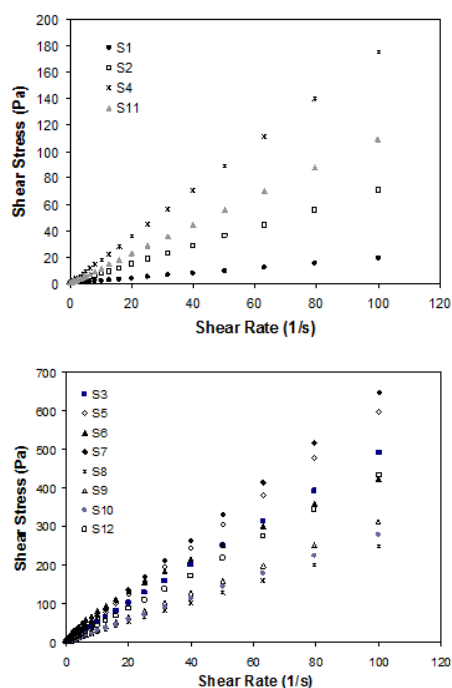 200
180
160
140
120
100
80
60
40
20
0
Shear Stress (Pa)
S1
S2
S4
S11
0 20 40 60 80 100 120
Shear Rate (1/s)
700
600
500
400
300
200
100
0
Shear Stress (Pa)
S3
S5
S6
S7
S8
S9
S10
S12
0 20 40 60 80 100 120
Shear Rate (1/s)